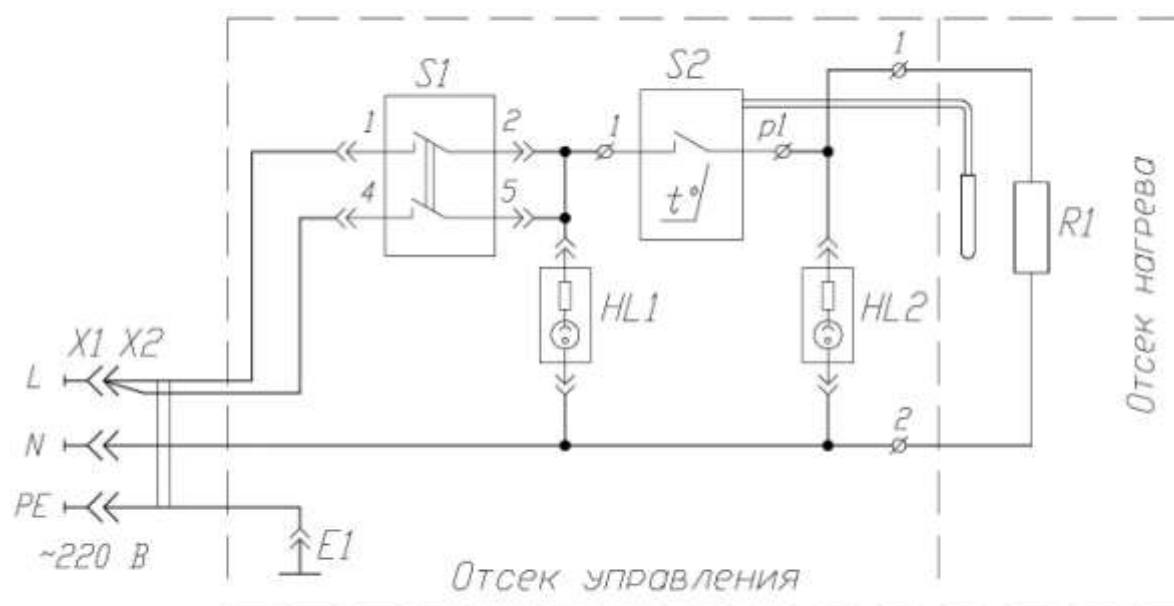 S1
S2
1
1
2
1
p1
4
5
t°
R1
HL1
HL2
X1 X2
L
N
2
PE
E1
~220 В
Отсек управления
Отсек нагрева